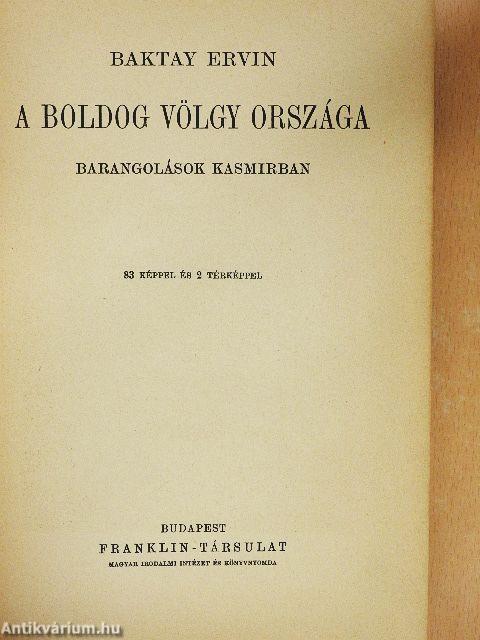 BAKTAY ERVIN
A BOLDOG VÖLGY ORSZÁGA
BARANGOLÁSOK KASMIRBAN
83 KÉPPEL ÉS 2 TÉRKÉPPEL
BUDAPEST
FRANKLIN-TÁRSULAT
MAGYAR IRODALMI INTÉZET ÉS KÖNYVNYOMDA
Antikvárium.hu